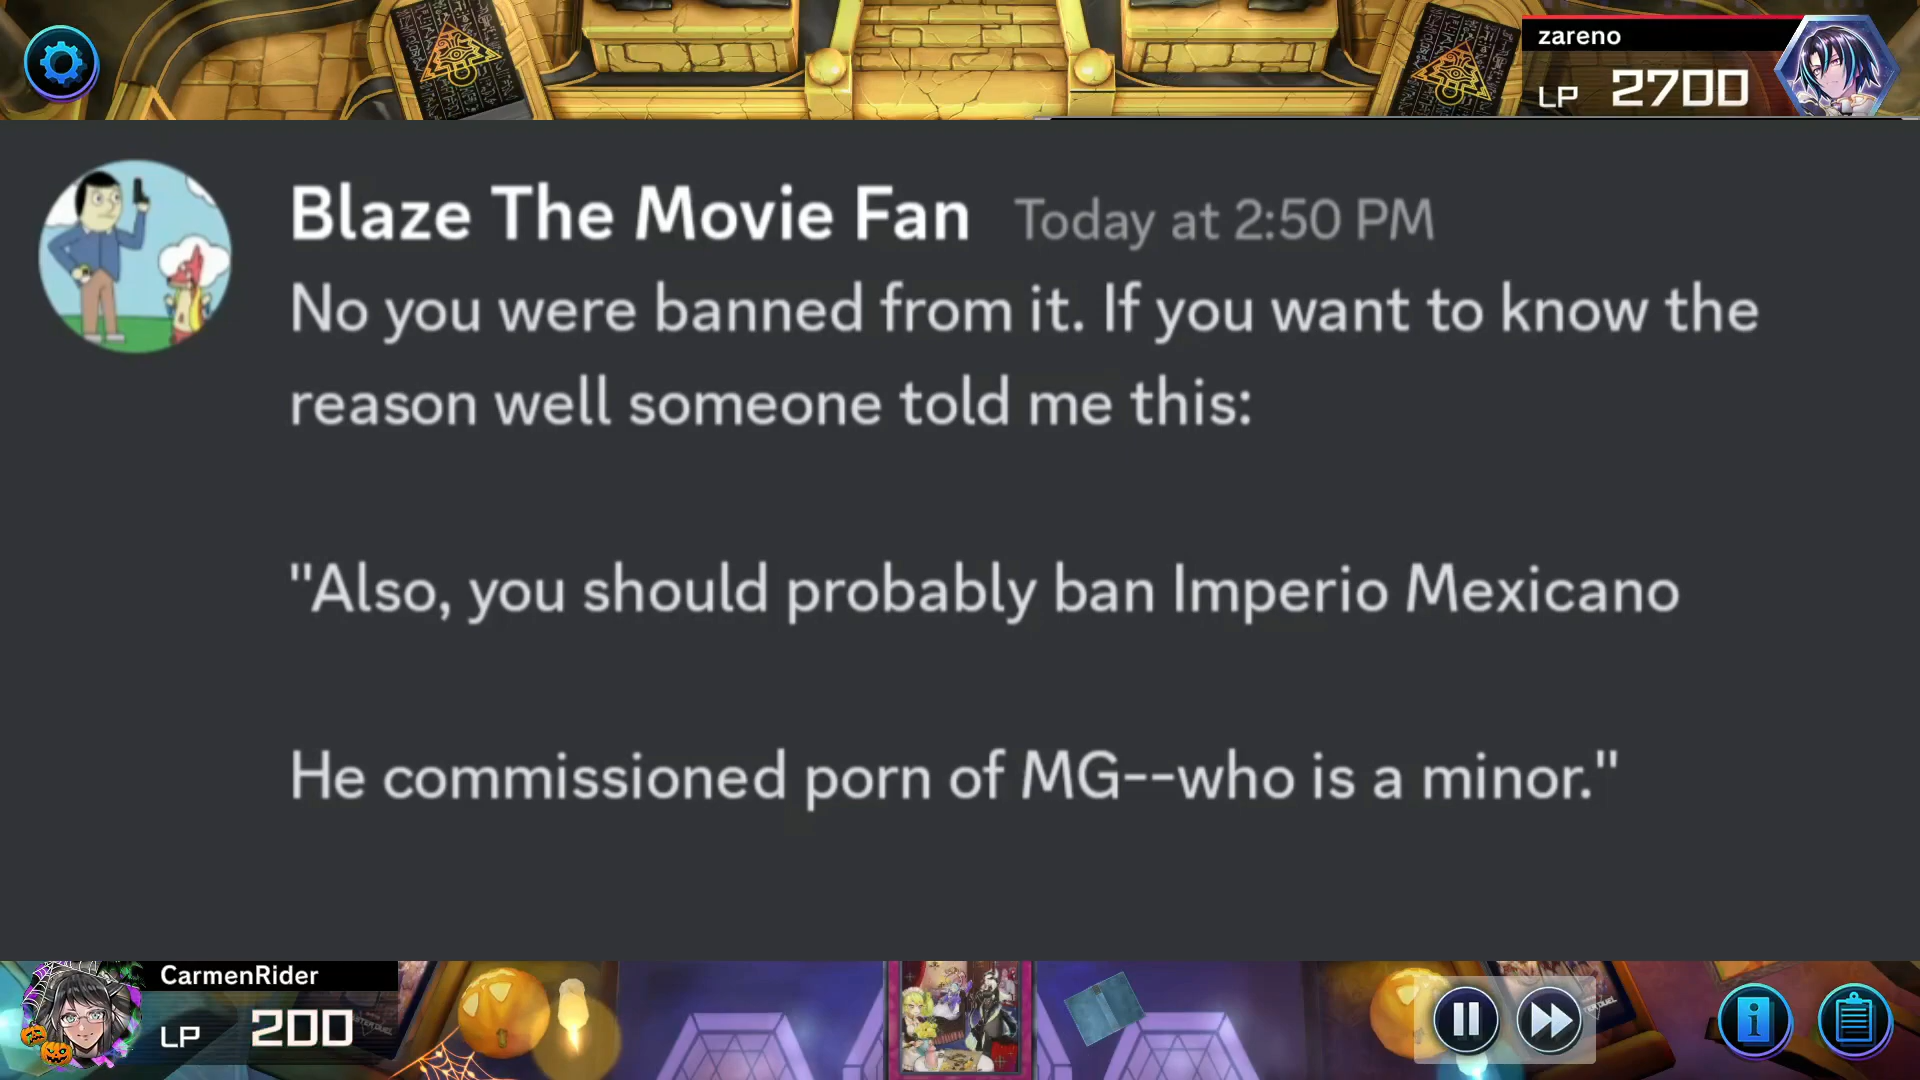 zareno
LP 2700
Blaze The Movie Fan Today at 2:50 PM
No you were banned from it. If you want to know the
reason well someone told me this:
"Also, you should probably ban Imperio Mexicano
He commissioned porn of MG--who is a minor."
CarmenRider
LP 200